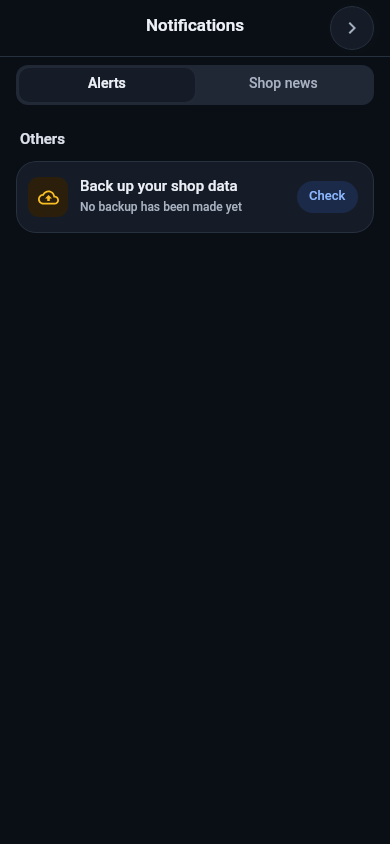 Notifications
Alerts
Shop news
Others
Back up your shop data
No backup has been made yet
Check